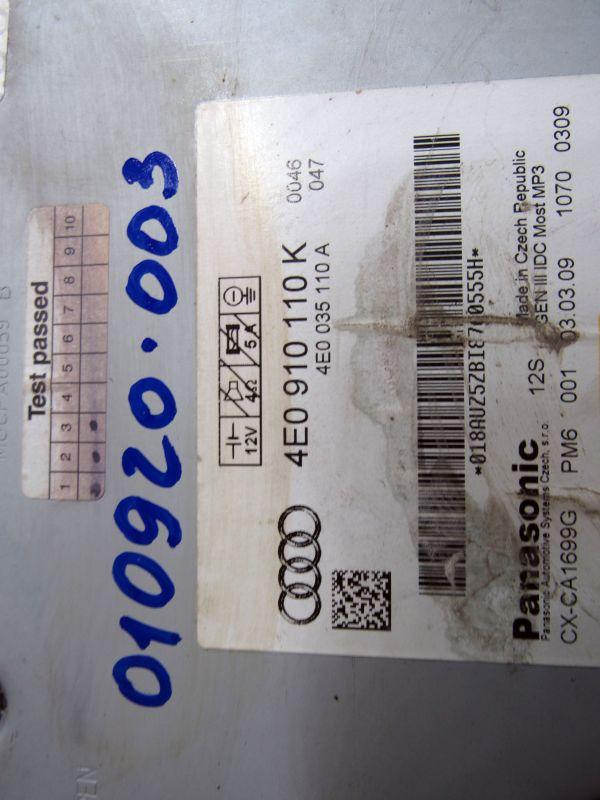 Test passed
1 2 3 4 5 6 7 8 9 10
010920.003
12V 4Ω 5A
4E0 910 110 K 0046
4E0 035 110 A 047
Panasonic
Panasonic Automotive Systems Czech, s.r.o.
12S Made in Czech Republic
GEN III IDC Most MP3
CX-CA1699G PM6 001 03.03.09 1070 0309